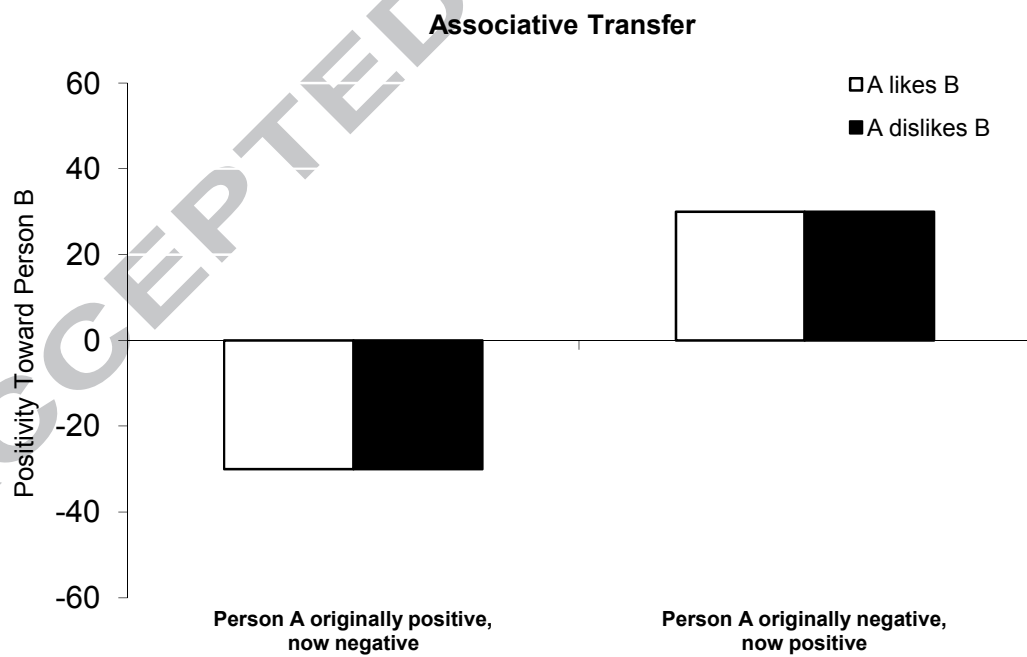 Associative Transfer
A likes B
A dislikes B
Positivity Toward Person B
60
40
20
0
-20
-40
-60
Person A originally positive,
now negative
Person A originally negative,
now positive
CCEPTED